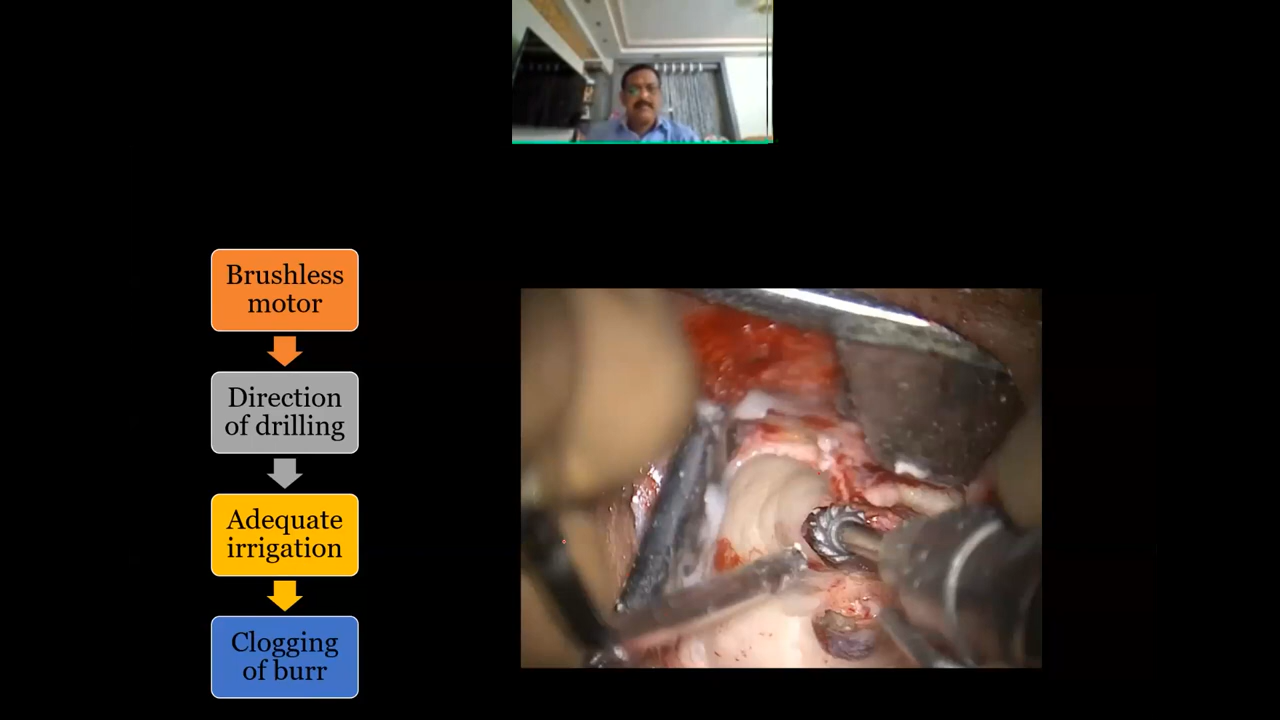 Brushless
motor
Direction
of drilling
Adequate
irrigation
Clogging
of burr